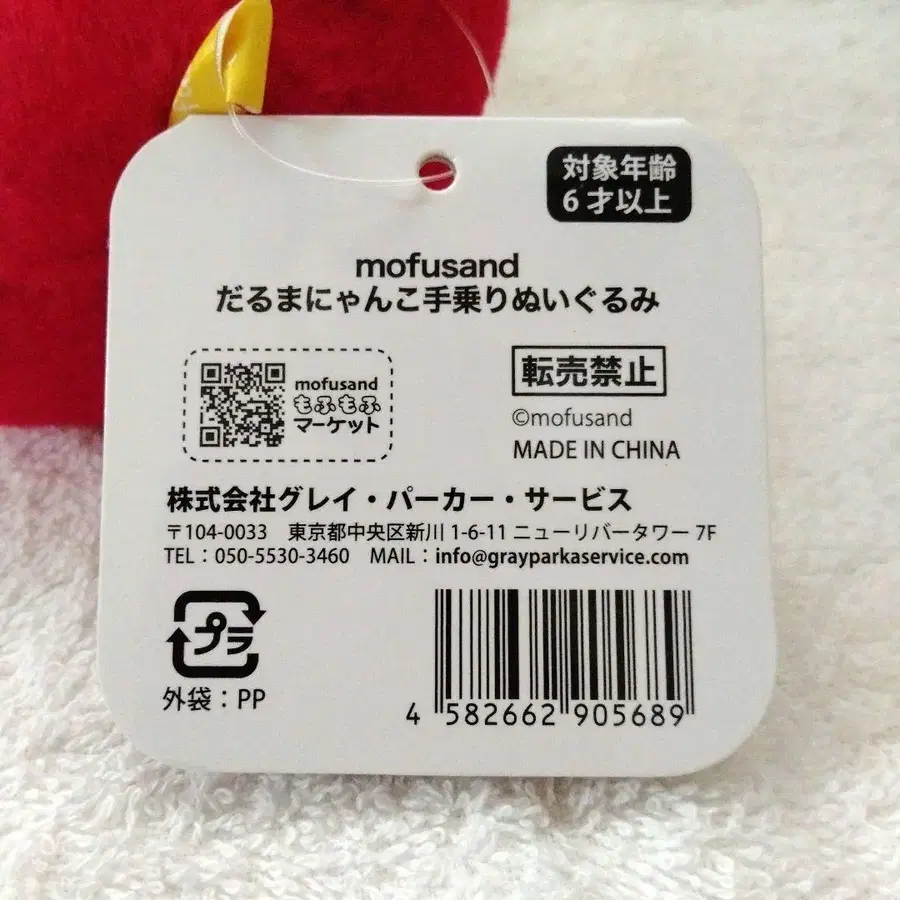 対象年齢
6才以上
mofusand
だるまにゃんこ手乗りぬいぐるみ
mofusand
もふもふ
マーケット
転売禁止
©mofusand
MADE IN CHINA
株式会社グレイ・パーカー・サービス
〒104-0033 東京都中央区新川1-6-11 ニューリバータワー7F
TEL：050-5530-3460 MAIL：info@grayparkaservice.com
プラ
外袋：PP
4 582662 905689